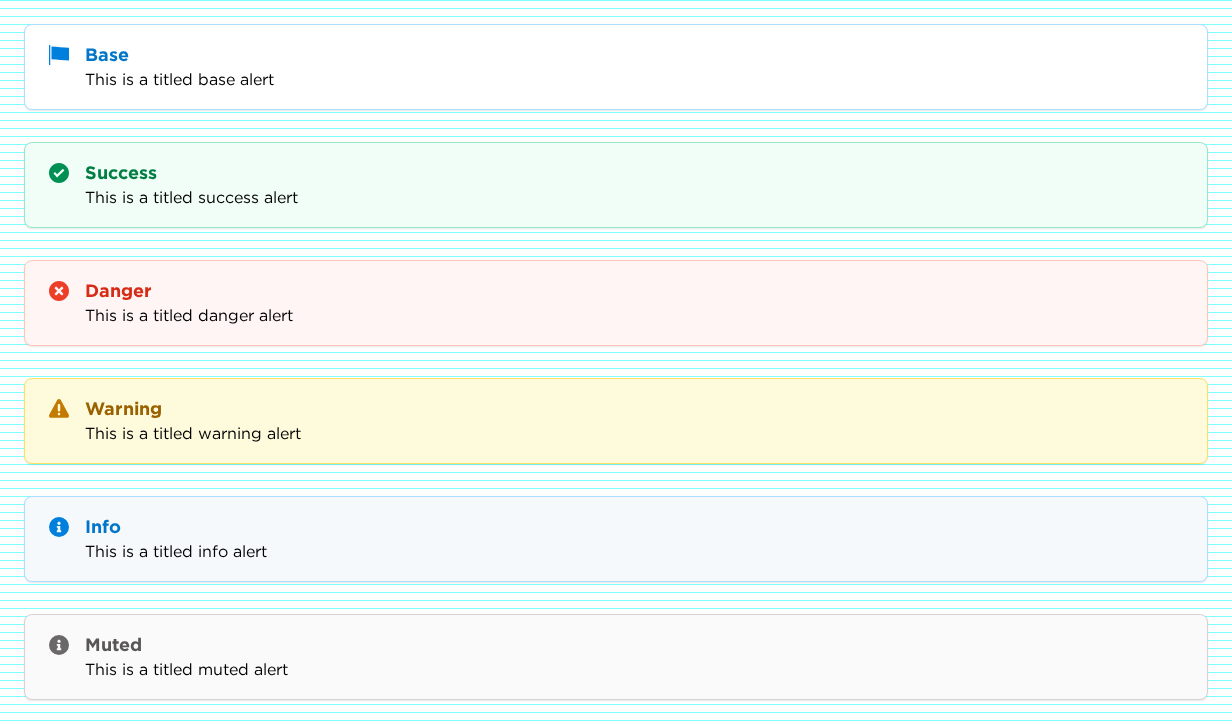 Base
This is a titled base alert
Success
This is a titled success alert
Danger
This is a titled danger alert
Warning
This is a titled warning alert
Info
This is a titled info alert
Muted
This is a titled muted alert